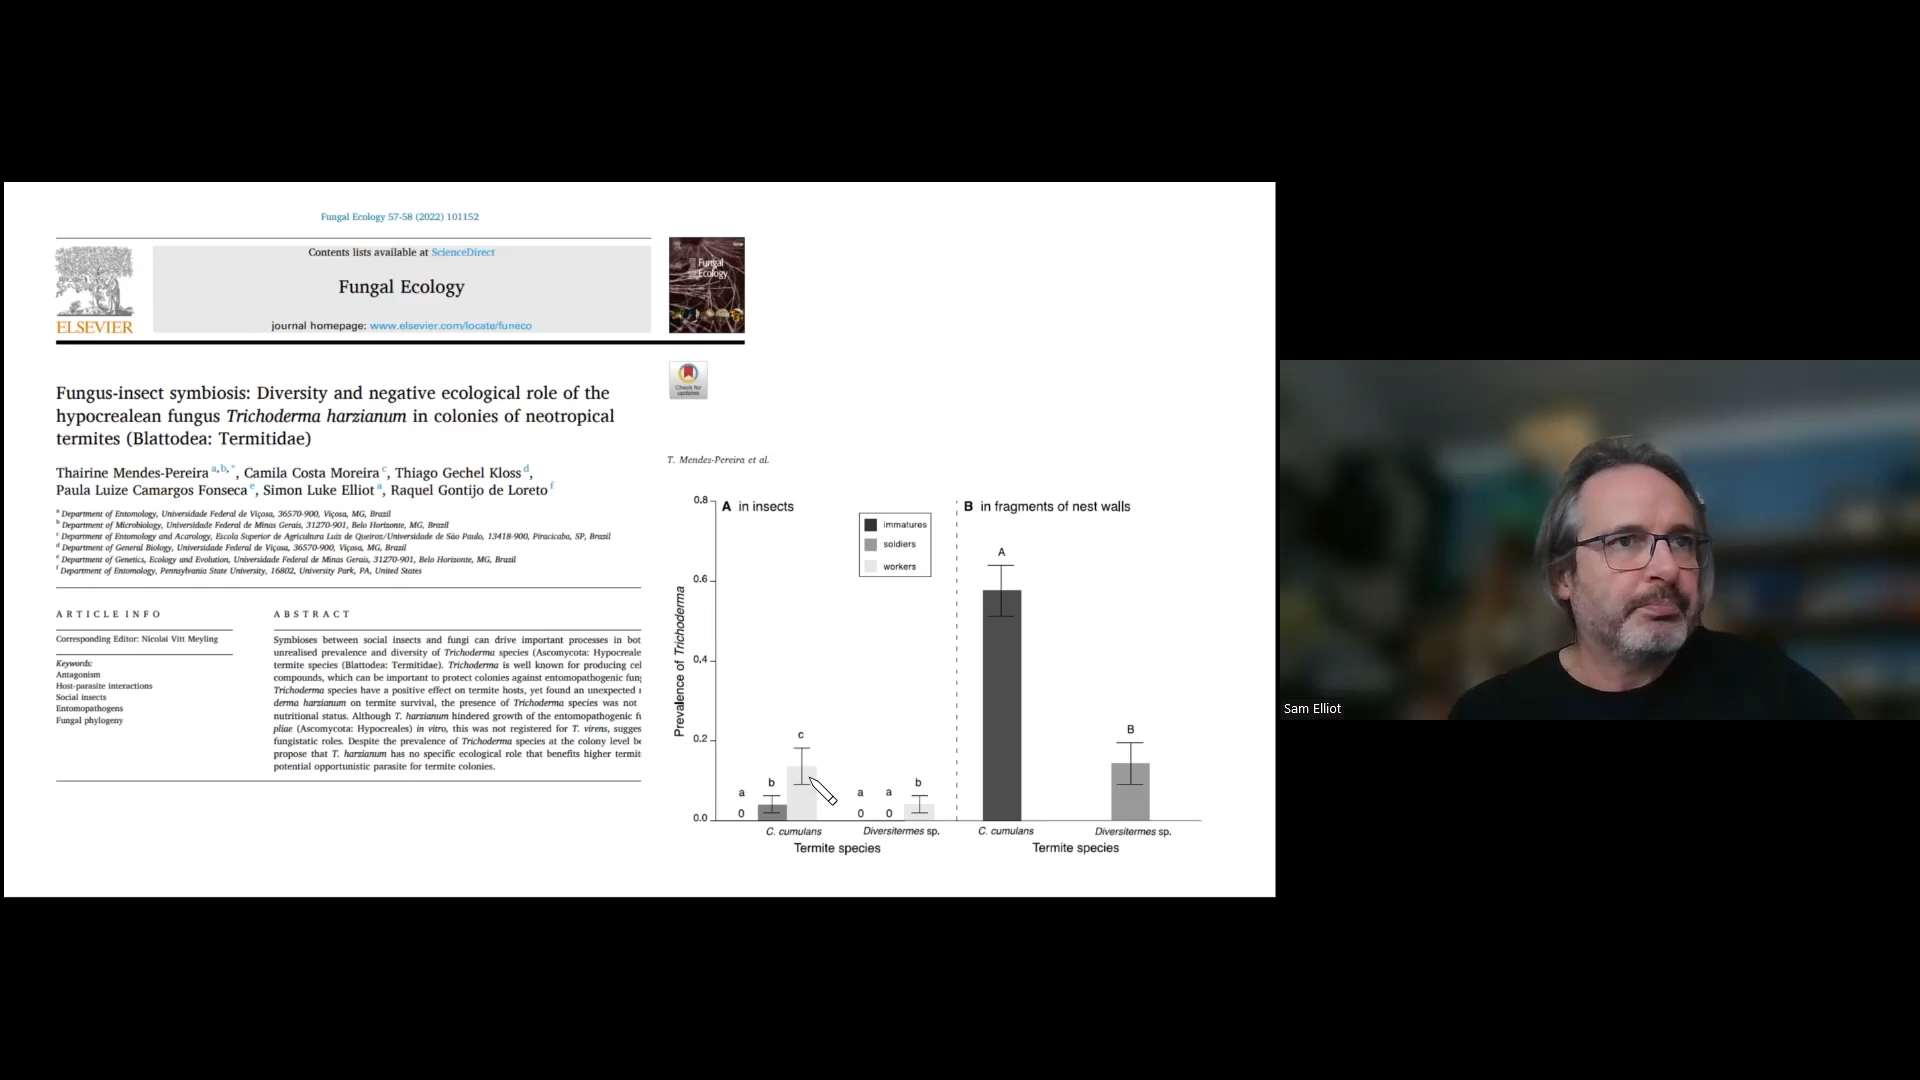 Fungal Ecology 57-58 (2022) 101152
Contents lists available at ScienceDirect
Fungal Ecology
journal homepage: www.elsevier.com/locate/funeco
ELSEVIER
Fungal
Ecology
Check for
updates
Fungus-insect symbiosis: Diversity and negative ecological role of the
hypocrealean fungus Trichoderma harzianum in colonies of neotropical
termites (Blattodea: Termitidae)
Thairine Mendes-Pereira a,b,*, Camila Costa Moreira c, Thiago Gechel Kloss d,
Paula Luize Camargos Fonseca e, Simon Luke Elliot a, Raquel Gontijo de Loreto f
a Department of Entomology, Universidade Federal de Viçosa, 36570-900, Viçosa, MG, Brazil
b Department of Microbiology, Universidade Federal de Minas Gerais, 31270-901, Belo Horizonte, MG, Brazil
c Department of Entomology and Acarology, Escola Superior de Agricultura Luiz de Queiroz/Universidade de São Paulo, 13418-900, Piracicaba, SP, Brazil
d Department of General Biology, Universidade Federal de Viçosa, 36570-900, Viçosa, MG, Brazil
e Department of Genetics, Ecology and Evolution, Universidade Federal de Minas Gerais, 31270-901, Belo Horizonte, MG, Brazil
f Department of Entomology, Pennsylvania State University, 16802, University Park, PA, United States
ARTICLE INFO
Corresponding Editor: Nicolai Vitt Meyling
Keywords:
Antagonism
Host-parasite interactions
Social insects
Entomopathogens
Fungal phylogeny
ABSTRACT
Symbioses between social insects and fungi can drive important processes in bot
unrealised prevalence and diversity of Trichoderma species (Ascomycota: Hypocreale
termite species (Blattodea: Termitidae). Trichoderma is well known for producing cel
compounds, which can be important to protect colonies against entomopathogenic fun
Trichoderma species have a positive effect on termite hosts, yet found an unexpected
derma harzianum on termite survival, the presence of Trichoderma species was not
nutritional status. Although T. harzianum hindered growth of the entomopathogenic fu
pliae (Ascomycota: Hypocreales) in vitro, this was not registered for T. virens, sugges
fungistatic roles. Despite the prevalence of Trichoderma species at the colony level be
propose that T. harzianum has no specific ecological role that benefits higher termit
potential opportunistic parasite for termite colonies.
T. Mendes-Pereira et al.
Prevalence of Trichoderma
0.8
0.6
0.4
0.2
0.0
A in insects
immatures
soldiers
workers
a
0
b
c
a
0
a
0
b
C. cumulans
Diversitermes sp.
Termite species
B in fragments of nest walls
A
B
C. cumulans
Diversitermes sp.
Termite species
Sam Elliot